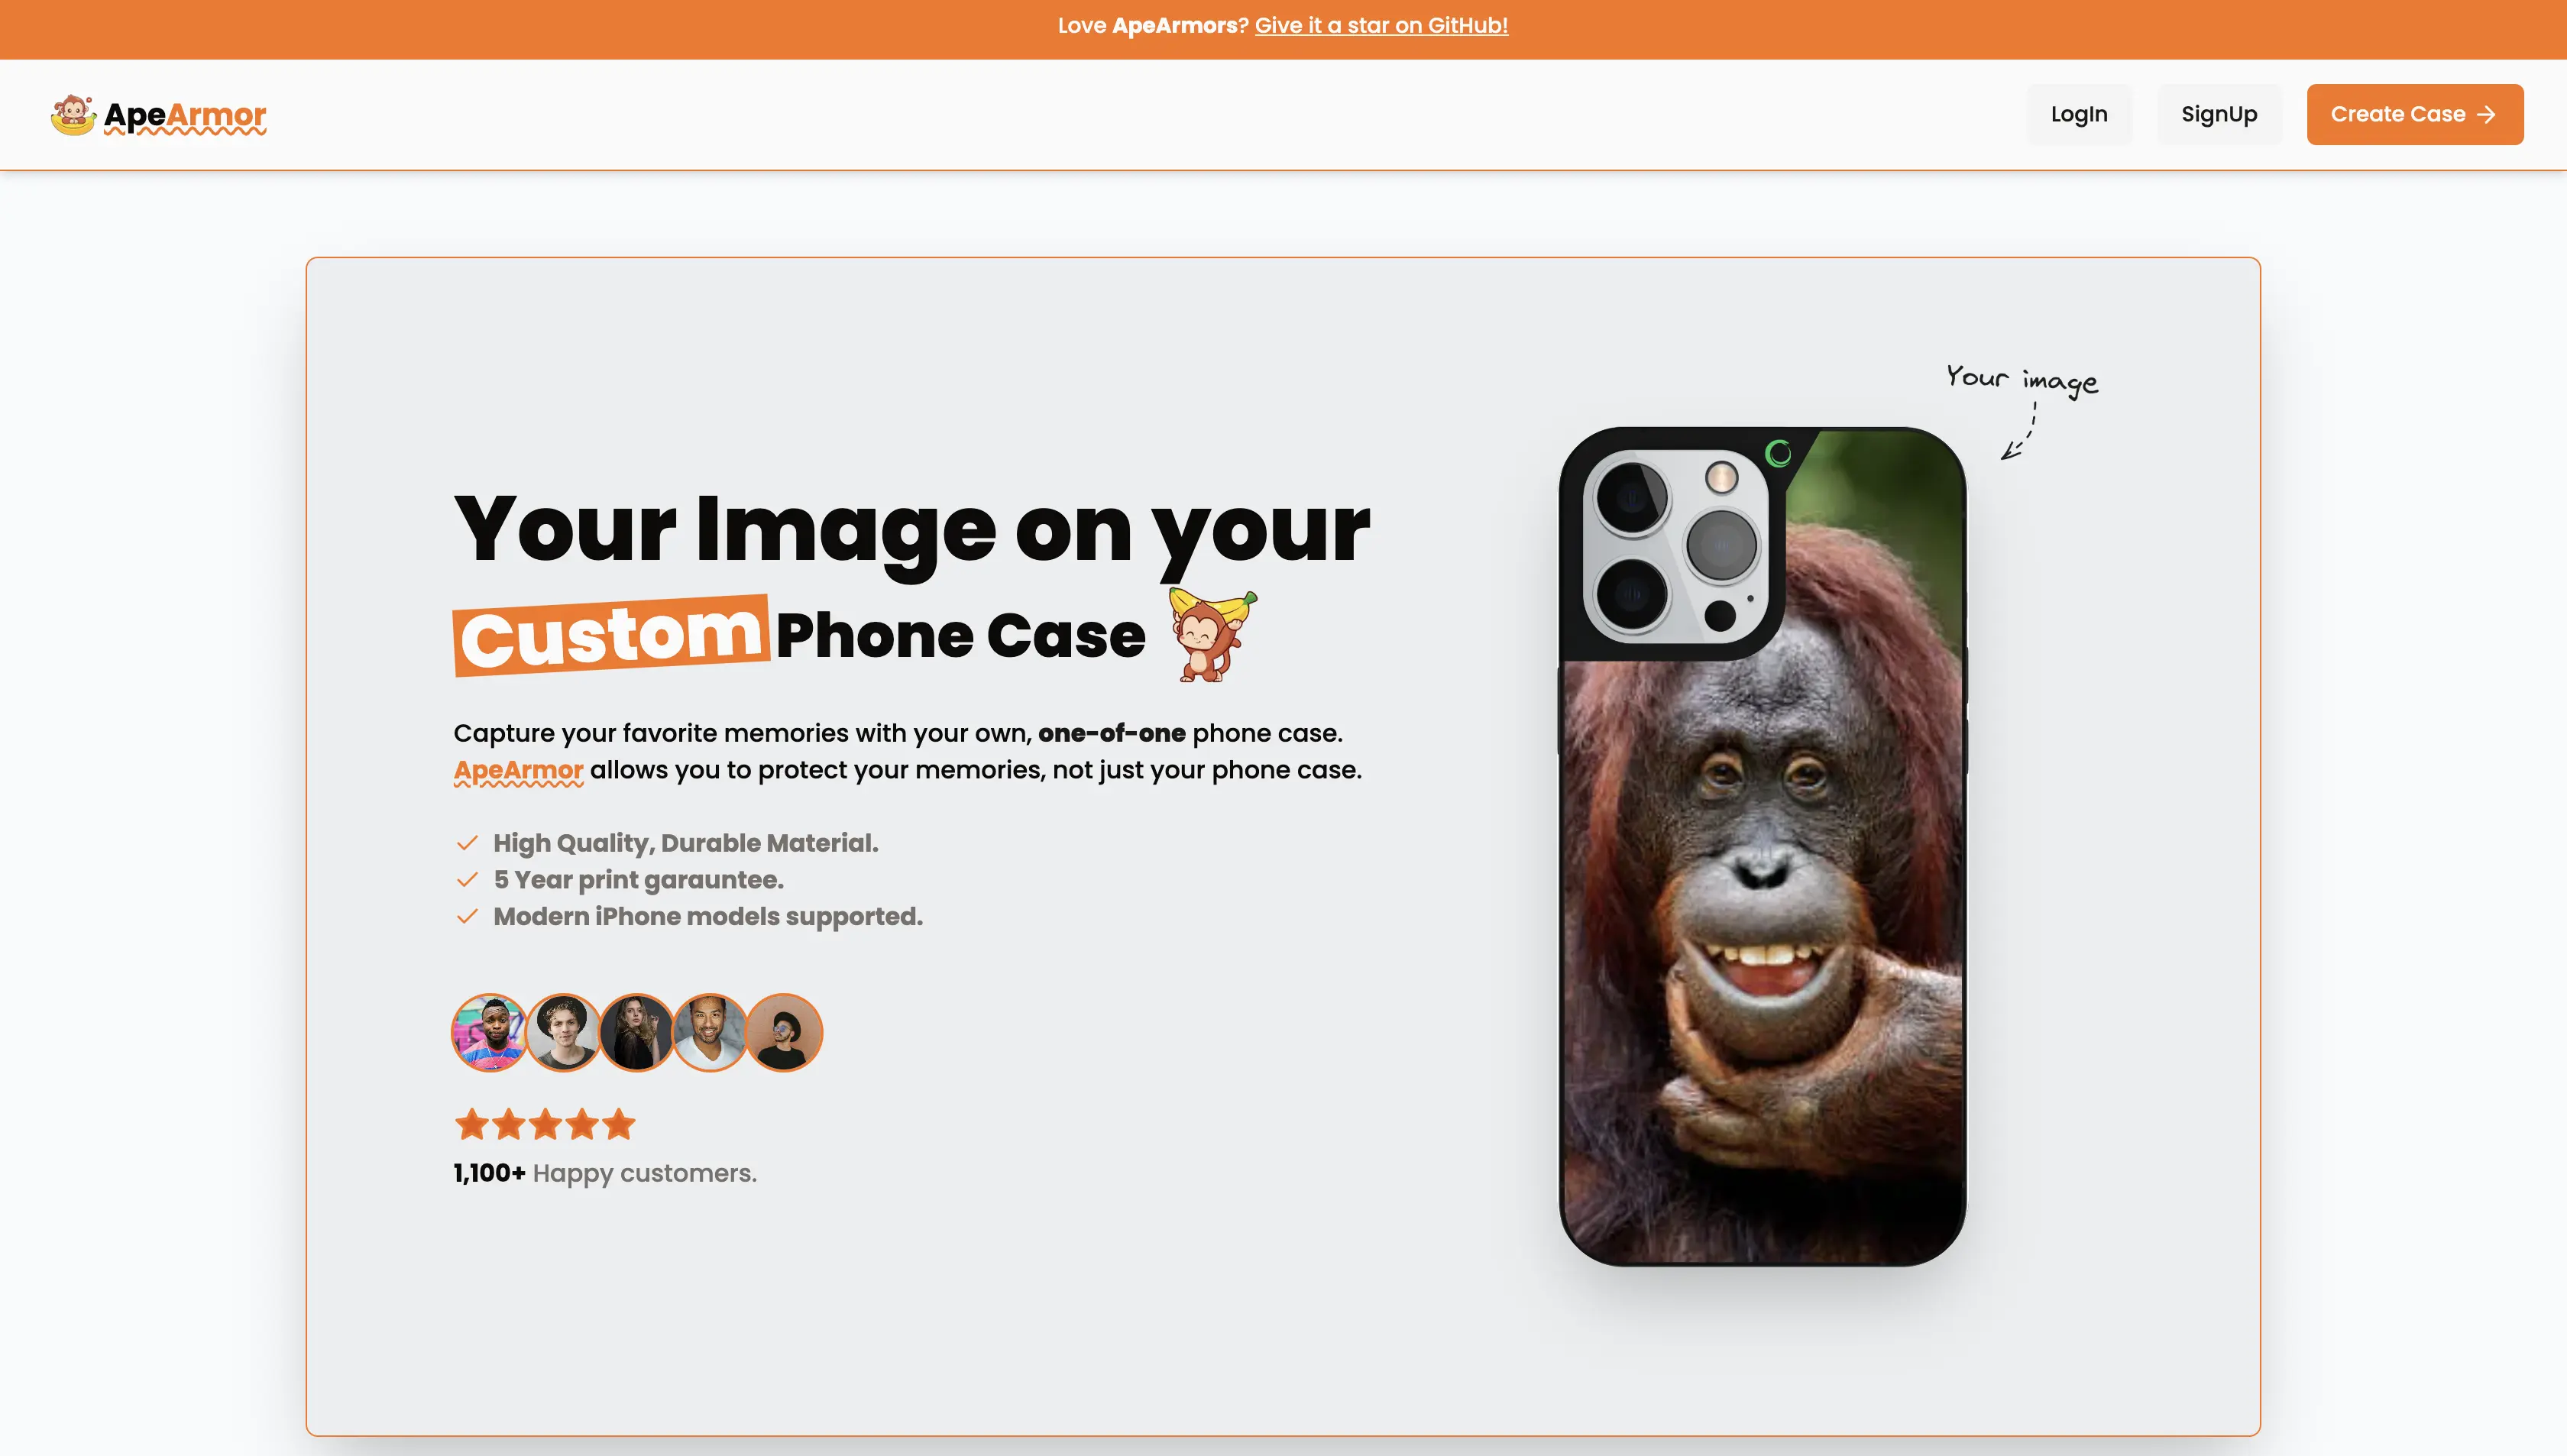 Love ApeArmors? Give it a star on GitHub!
ApeArmor
LogIn
SignUp
Create Case
Your image
Your Image on your
Custom Phone Case
Capture your favorite memories with your own, one-of-one phone case.
ApeArmor allows you to protect your memories, not just your phone case.
High Quality, Durable Material.
5 Year print garauntee.
Modern iPhone models supported.
1,100+ Happy customers.